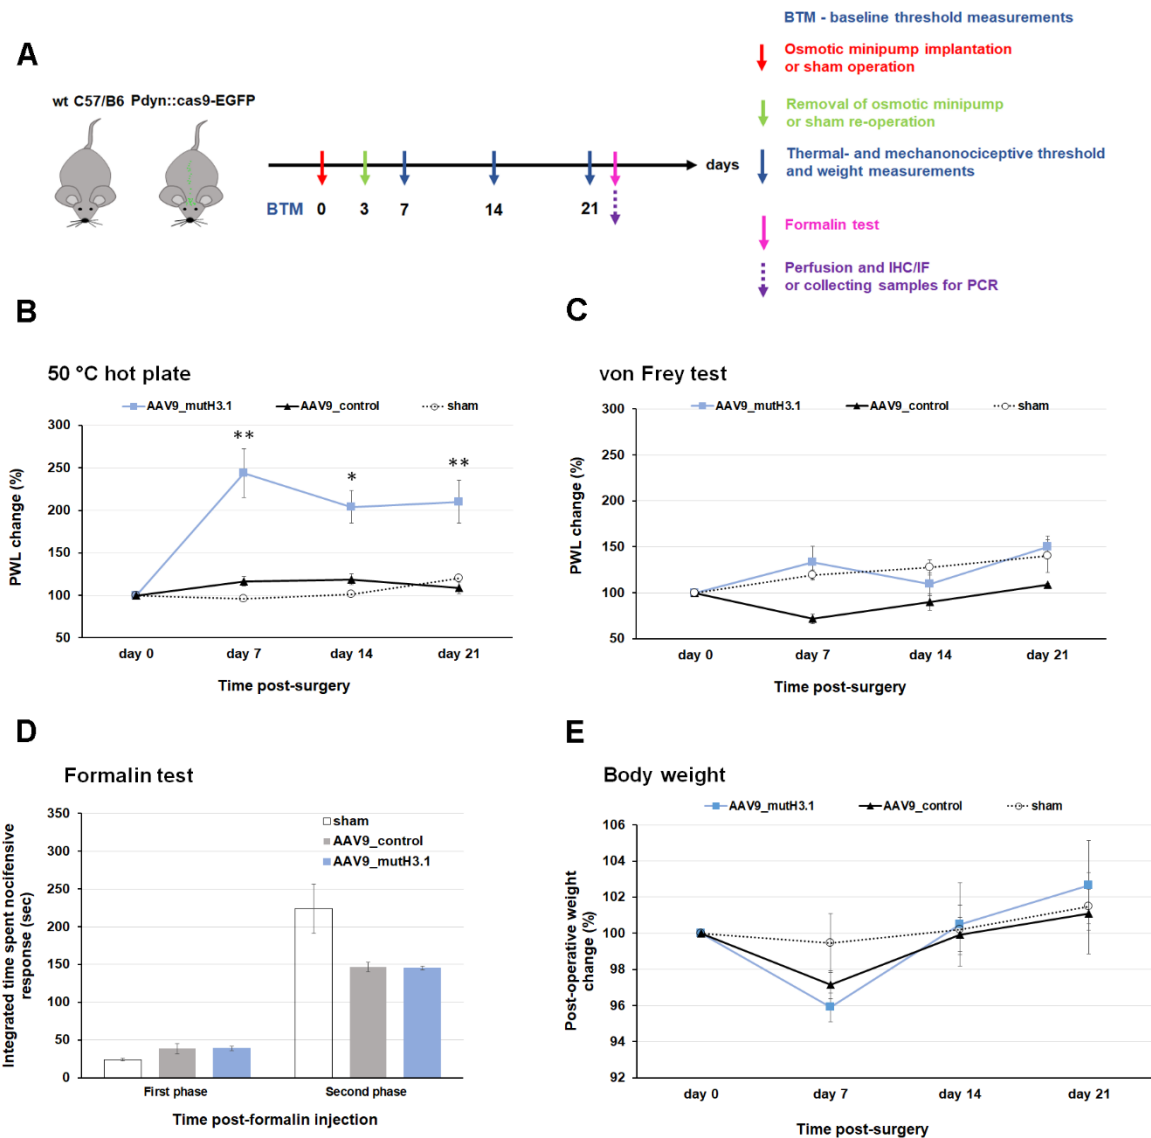 A
wt C57/B6 Pdyn::cas9-EGFP
days
BTM 0 3 7 14 21
BTM - baseline threshold measurements
Osmotic minipump implantation
or sham operation
Removal of osmotic minipump
or sham re-operation
Thermal- and mechanonociceptive threshold
and weight measurements
Formalin test
Perfusion and IHC/IF
or collecting samples for PCR
B
50 °C hot plate
AAV9_mutH3.1 AAV9_control sham
PWL change (%)
300
250
200
150
100
50
** * **
day 0 day 7 day 14 day 21
Time post-surgery
C
von Frey test
AAV9_mutH3.1 AAV9_control sham
PWL change (%)
300
250
200
150
100
50
day 0 day 7 day 14 day 21
Time post-surgery
D
Formalin test
Integrated time spent nocifensive
response (sec)
350
300
250
200
150
100
50
0
sham
AAV9_control
AAV9_mutH3.1
First phase Second phase
Time post-formalin injection
E
Body weight
AAV9_mutH3.1 AAV9_control sham
Post-operative weight
change (%)
106
104
102
100
98
96
94
92
day 0 day 7 day 14 day 21
Time post-surgery